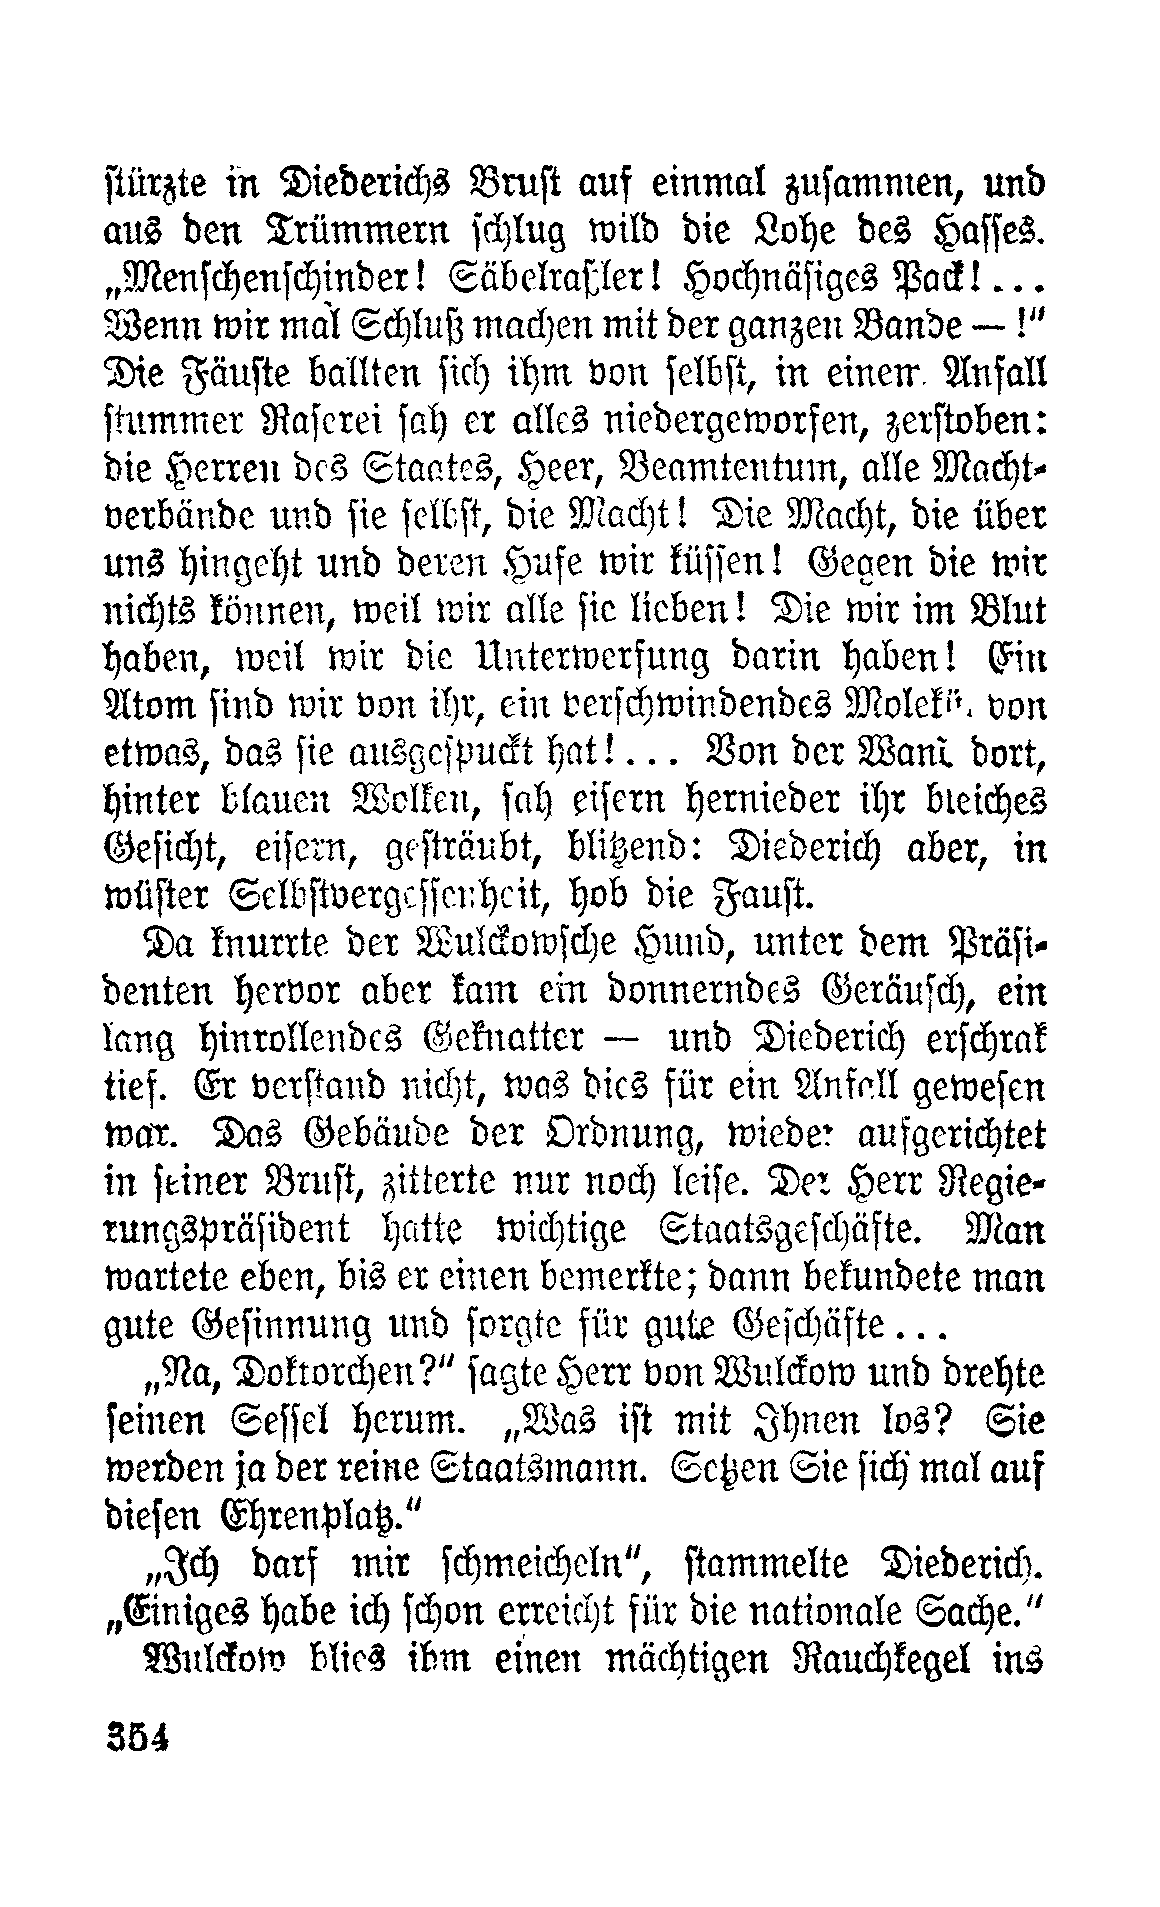 stürzte in Diederichs Brust auf einmal zusammen, und
aus den Trümmern schlug wild die Lohe des Hasses.
„Menschenschinder! Säbelraßler! Hochnäsiges Pack!...
Wenn wir mal Schluß machen mit der ganzen Bande — !“
Die Fäuste ballten sich ihm von selbst, in einem Anfall
stummer Raserei sah er alles niedergeworfen, zerstoben:
die Herren des Staates, Heer, Beamtentum, alle Macht-
verbände und sie selbst, die Macht! Die Macht, die über
uns hingeht und deren Hufe wir küssen! Gegen die wir
nichts können, weil wir alle sie lieben! Die wir im Blut
haben, weil wir die Unterwerfung darin haben! Ein
Atom sind wir von ihr, ein verschwindendes Molekül von
etwas, das sie ausgespuckt hat!... Von der Wand dort,
hinter blauen Wolken, sah eisern hernieder ihr bleiches
Gesicht, eisern, gesträubt, blitzend: Diederich aber, in
wüster Selbstvergessenheit, hob die Faust.
Da knurrte der Wulckowsche Hund, unter dem Präsi-
denten hervor aber kam ein donnerndes Geräusch, ein
lang hinrollendes Geknatter — und Diederich erschrak
tief. Er verstand nicht, was dies für ein Anfall gewesen
war. Das Gebäude der Ordnung, wieder aufgerichtet
in seiner Brust, zitterte nur noch leise. Der Herr Regie-
rungspräsident hatte wichtige Staatsgeschäfte. Man
wartete eben, bis er einen bemerkte; dann bekundete man
gute Gesinnung und sorgte für gute Geschäfte...
„Na, Doktorchen?“ sagte Herr von Wulckow und drehte
seinen Sessel herum. „Was ist mit Ihnen los? Sie
werden ja der reine Staatsmann. Setzen Sie sich mal auf
diesen Ehrenplatz.“
„Ich darf mir schmeicheln“, stammelte Diederich.
„Einiges habe ich schon erreicht für die nationale Sache.“
Wulckow blies ihm einen mächtigen Rauchkegel ins
354